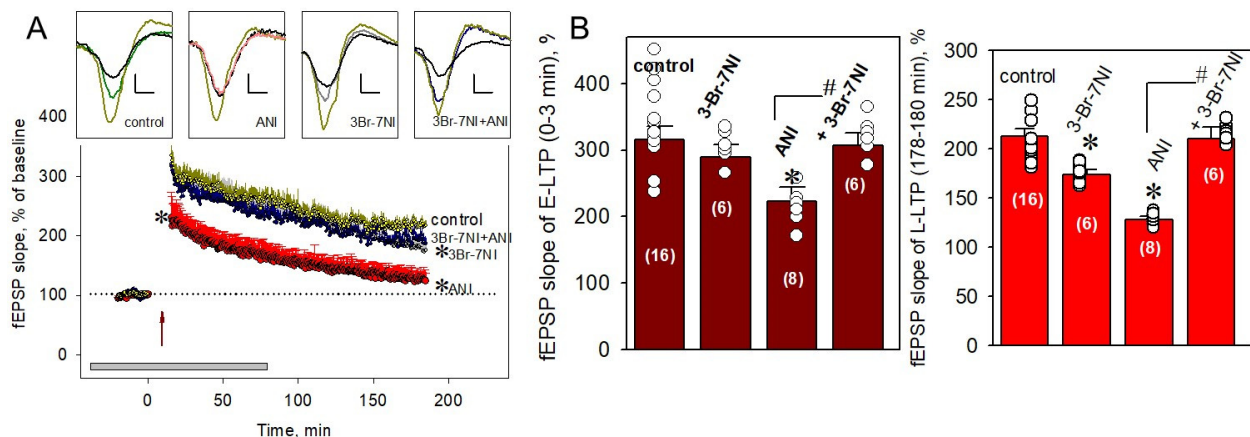 A
control
ANI
3Br-7NI
3Br-7NI+ANI
fEPSP slope, % of baseline
400
300
200
100
0
control
3Br-7NI+ANI
*3Br-7NI
*
*ANI
0
50
100
150
200
Time, min
B
fEPSP slope of E-LTP (0-3 min), %
400
300
200
100
0
control
3-Br-7NI
ANI
+ 3-Br-7NI
#
*
(16)
(6)
(8)
(6)
fEPSP slope of L-LTP (178-180 min), %
300
250
200
150
100
50
0
control
3-Br-7NI
ANI
+ 3-Br-7NI
#
*
*
(16)
(6)
(8)
(6)